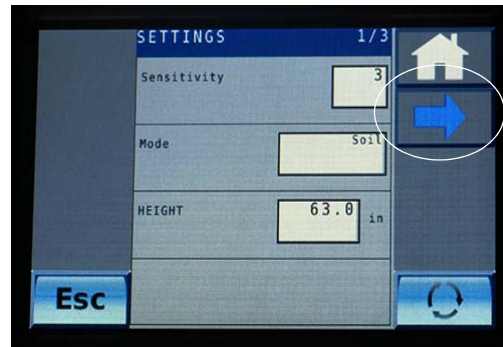 SETTINGS 1/3
Sensitivity 3
Mode Soil
HEIGHT 63.0 in
Esc